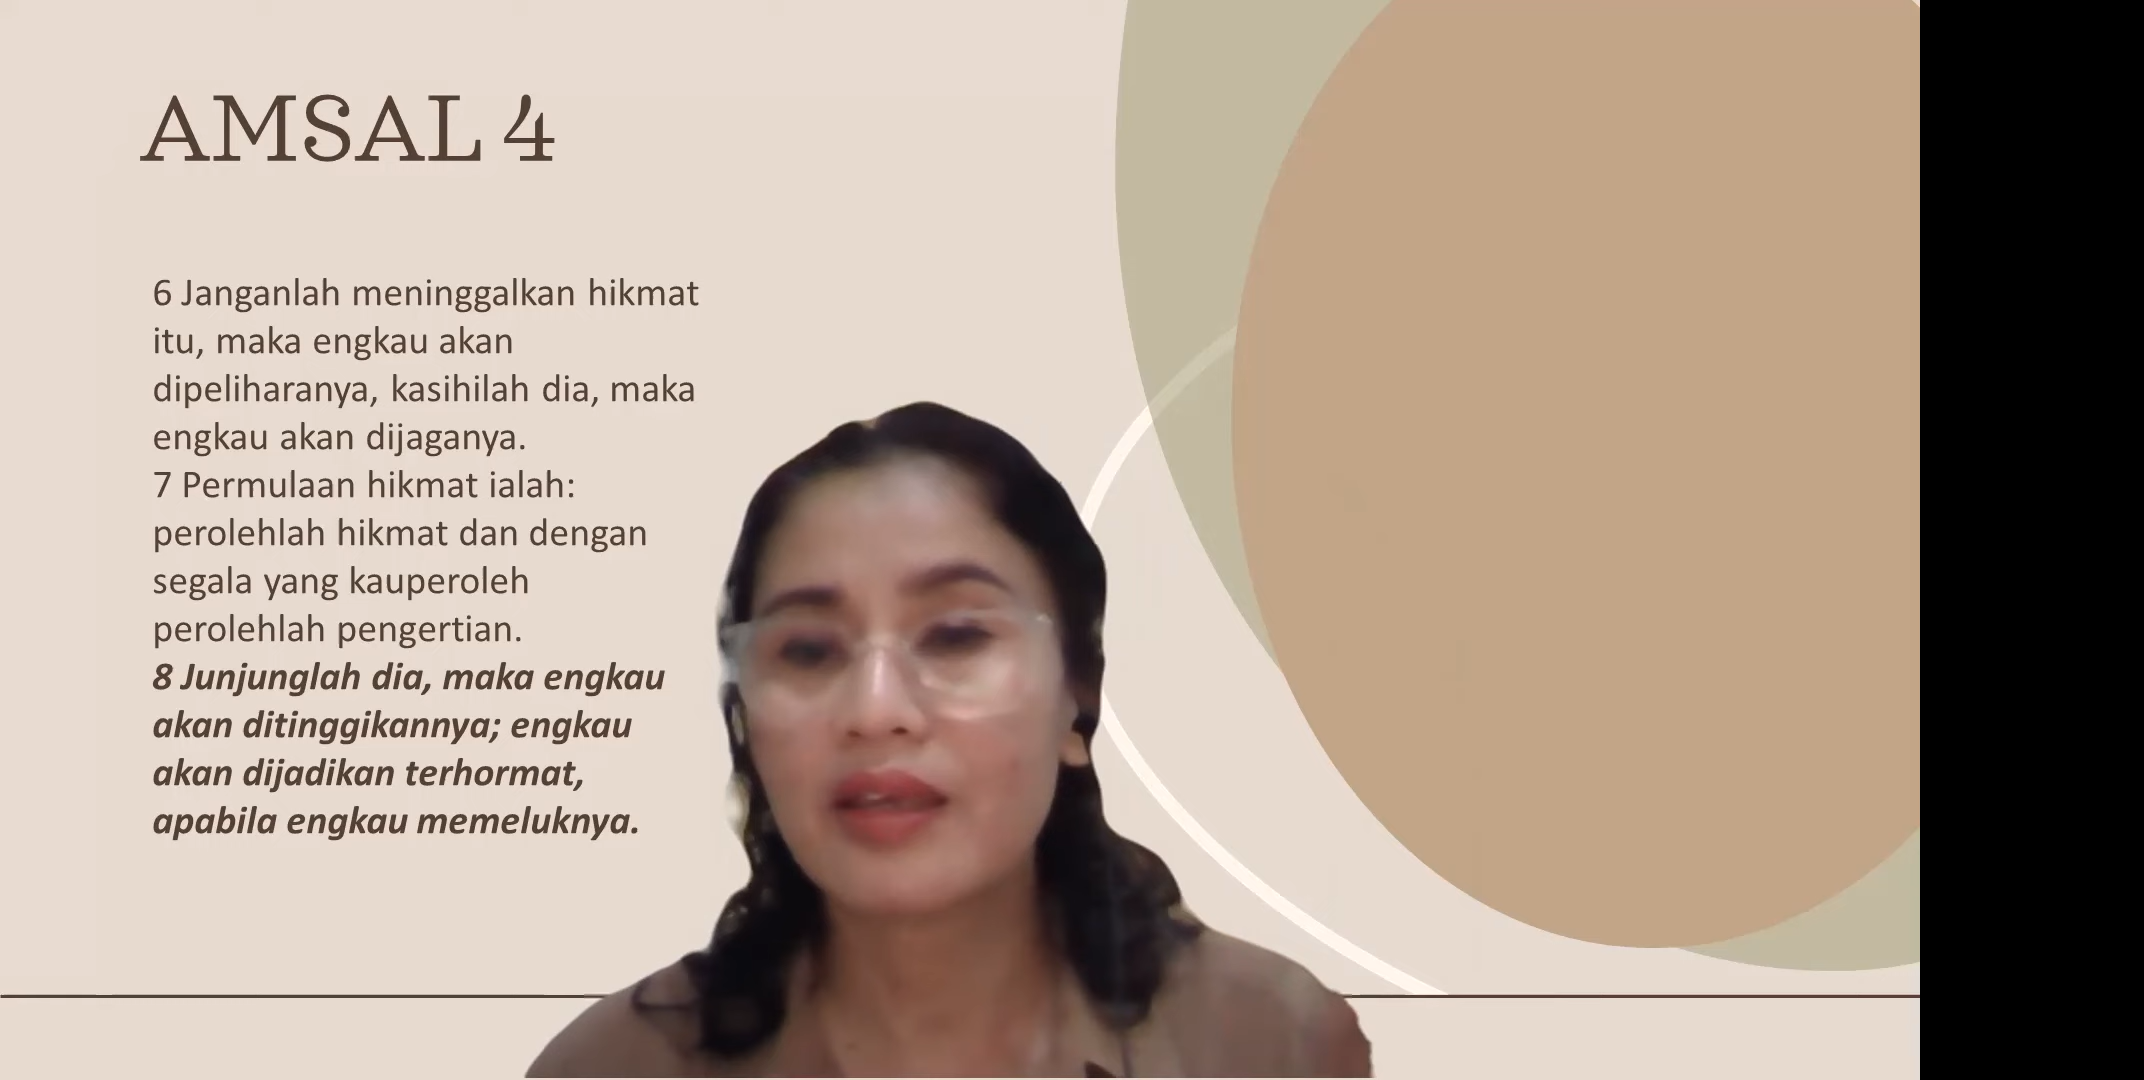 AMSAL 4
6 Janganlah meninggalkan hikmat
itu, maka engkau akan
dipeliharanya, kasihilah dia, maka
engkau akan dijaganya.
7 Permulaan hikmat ialah:
perolehlah hikmat dan dengan
segala yang kauperoleh
perolehlah pengertian.
8 Junjunglah dia, maka engkau
akan ditinggikannya; engkau
akan dijadikan terhormat,
apabila engkau memeluknya.